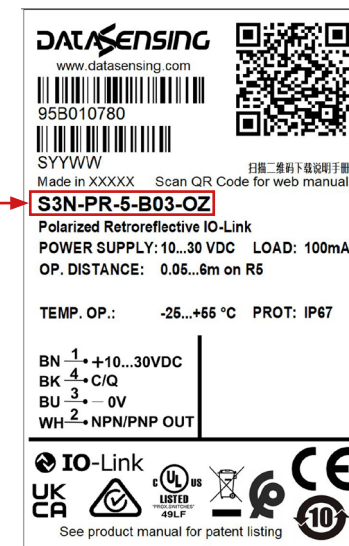 DATASENSING
www.datasensing.com
95B010780
SYYWW
扫描二维码下载说明手册
Made in XXXXX Scan QR Code for web manual
S3N-PR-5-B03-OZ
Polarized Retroreflective IO-Link
POWER SUPPLY: 10...30 VDC LOAD: 100mA
OP. DISTANCE: 0.05...6m on R5
TEMP. OP.: -25...+55 °C PROT: IP67
BN 1 +10...30VDC
BK 4 C/Q
BU 3 – 0V
WH 2 NPN/PNP OUT
IO-Link
UK CA
C UL US
LISTED
"PROX.SWITCHES"
49LF
CE
10
See product manual for patent listing